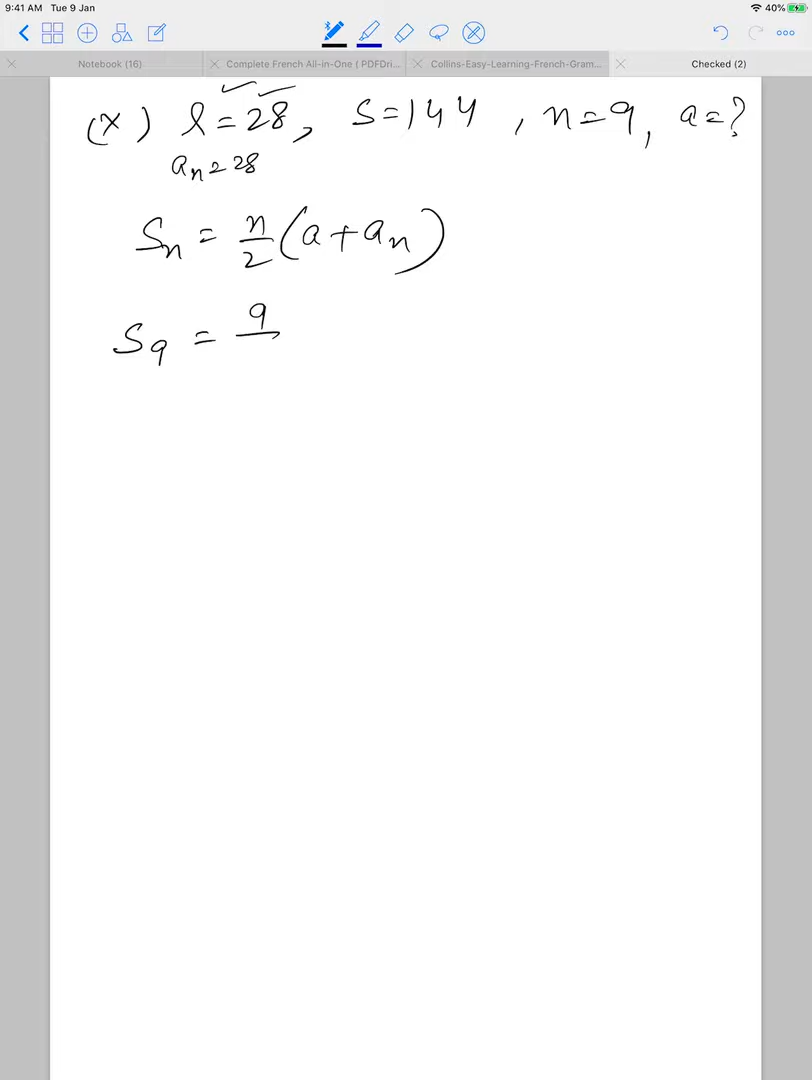 9:41 AM Tue 9 Jan 40%
Notebook (16) Complete French All-in-One ( PDFDri... Collins-Easy-Learning-French-Gram... Checked (2)
(x) l=28, S=144, n=9, a=?
aₙ=28
Sₙ = n/2 (a+aₙ)
S₉ = 9